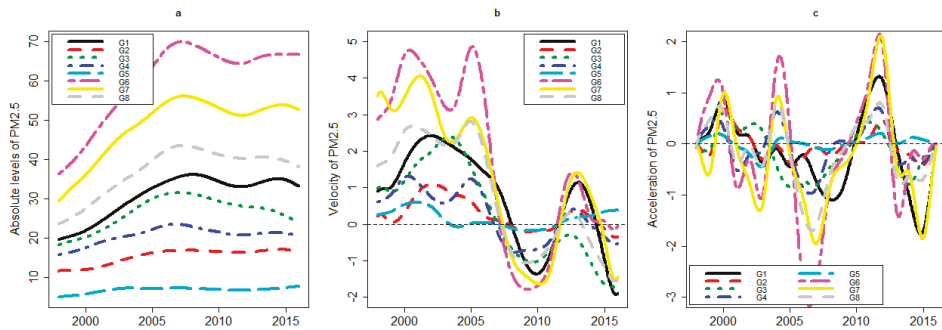 a
Absolute levels of PM2.5
70
60
50
40
30
20
10
2000 2005 2010 2015
G1
G2
G3
G4
G5
G6
G7
G8
b
Velocity of PM2.5
5
4
3
2
1
0
-1
-2
2000 2005 2010 2015
G1
G2
G3
G4
G5
G6
G7
G8
c
Acceleration of PM2.5
2
1
0
-1
-2
-3
2000 2005 2010 2015
G1 G5
G2 G6
G3 G7
G4 G8